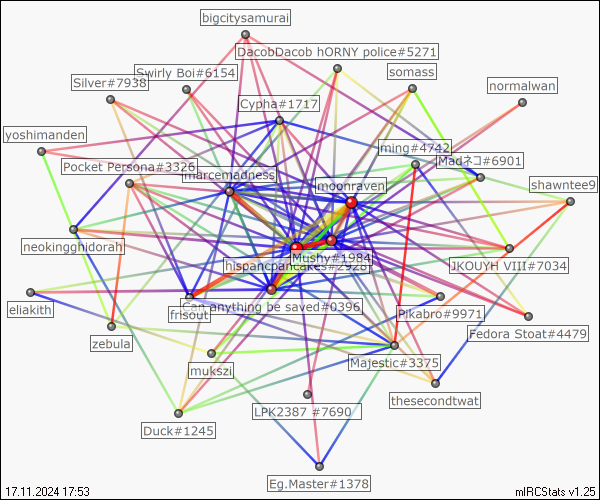 bigcitysamurai
DacobDacob hORNY police#5271
Swirly Boi#6154
somass
Silver#7938
normalwan
Cypha#1717
yoshimanden
ming#4742
Madネコ#6901
Pocket Persona#3326
marcemadness
moonraven
shawntee9
neokingghidorah
Mushy#1984
hispancpancakes#2928
JKOUYH VIII#7034
eliakith
Can anything be saved#0396
frisout
Pikabro#9971
Fedora Stoat#4479
zebula
Majestic#3375
mukszi
thesecondtwat
LPK2387 #7690
Duck#1245
Eg.Master#1378
17.11.2024 17:53
mIRCStats v1.25